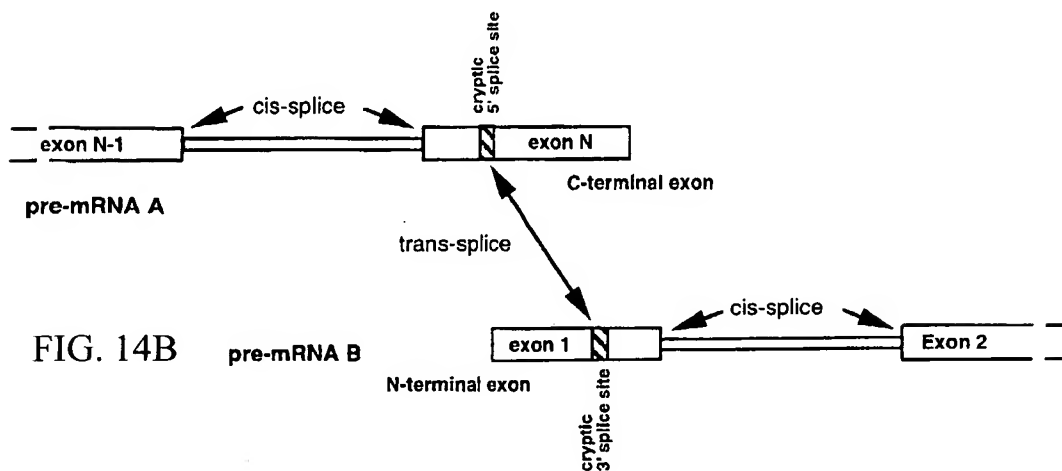 cryptic
5' splice site
cis-splice
exon N-1
exon N
C-terminal exon
pre-mRNA A
trans-splice
cis-splice
FIG. 14B
pre-mRNA B
exon 1
Exon 2
N-terminal exon
cryptic
3' splice site